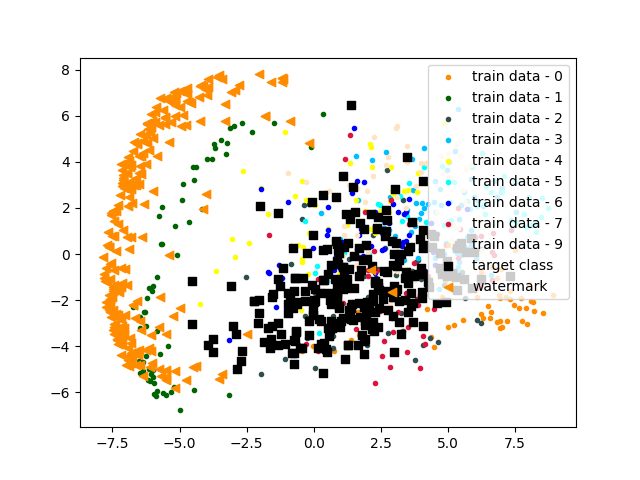 8
6
4
2
0
−2
−4
−6
−7.5
−5.0
−2.5
0.0
2.5
5.0
7.5
train data - 0
train data - 1
train data - 2
train data - 3
train data - 4
train data - 5
train data - 6
train data - 7
train data - 9
target class
watermark